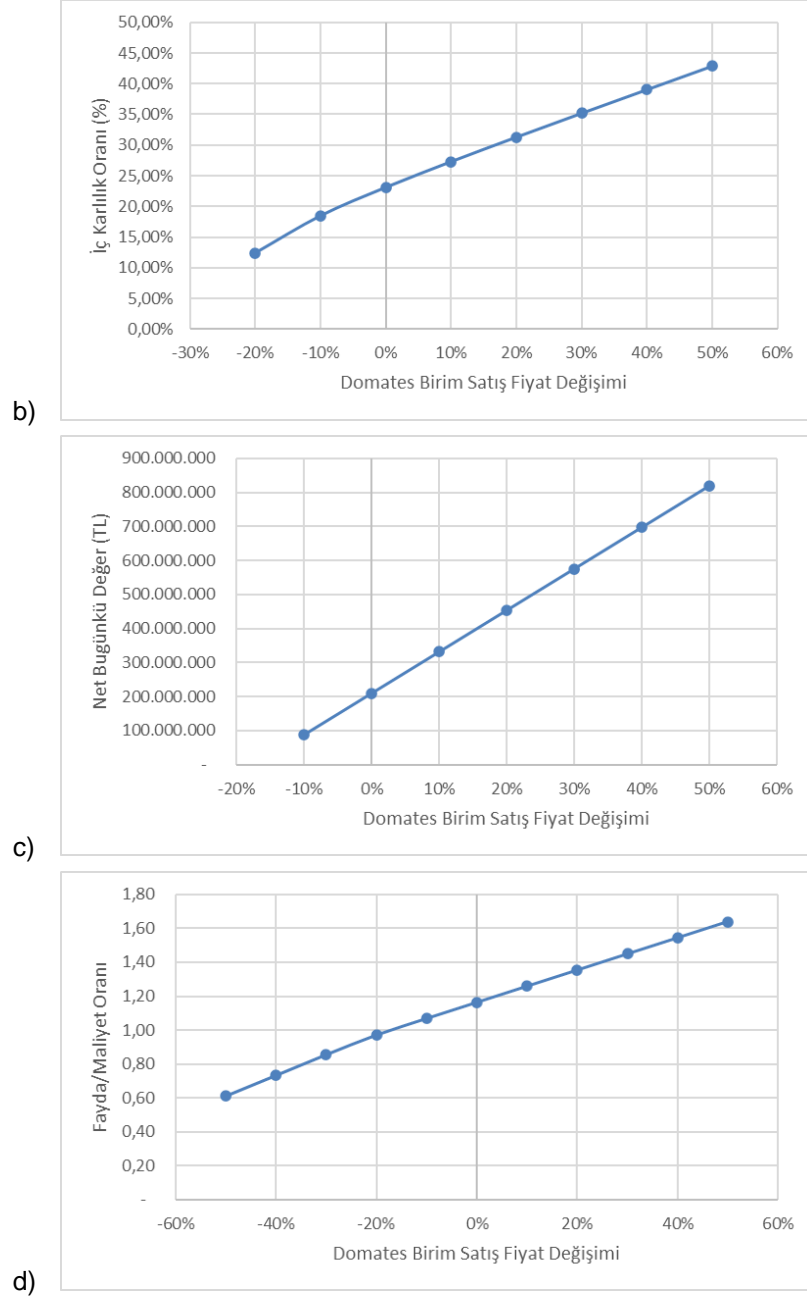 50,00%
45,00%
40,00%
35,00%
30,00%
25,00%
20,00%
15,00%
10,00%
5,00%
0,00%
İç Karlılık Oranı (%)
-30% -20% -10% 0% 10% 20% 30% 40% 50% 60%
Domates Birim Satış Fiyat Değişimi
b)
900.000.000
800.000.000
700.000.000
600.000.000
500.000.000
400.000.000
300.000.000
200.000.000
100.000.000
-
Net Bugünkü Değer (TL)
-20% -10% 0% 10% 20% 30% 40% 50% 60%
Domates Birim Satış Fiyat Değişimi
c)
1,80
1,60
1,40
1,20
1,00
0,80
0,60
0,40
0,20
-
Fayda/Maliyet Oranı
-60% -40% -20% 0% 20% 40% 60%
Domates Birim Satış Fiyat Değişimi
d)